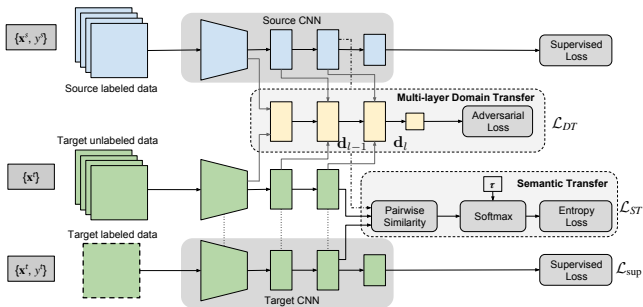 Source CNN
{x^s, y^s}
Supervised
Loss
Source labeled data
Multi-layer Domain Transfer
Adversarial
Loss
L_DT
d_{l-1}
d_l
Target unlabeled data
{x^t}
r
Semantic Transfer
Pairwise
Similarity
Softmax
Entropy
Loss
L_ST
Target labeled data
{x^t, y^t}
Supervised Loss
L_sup
Target CNN